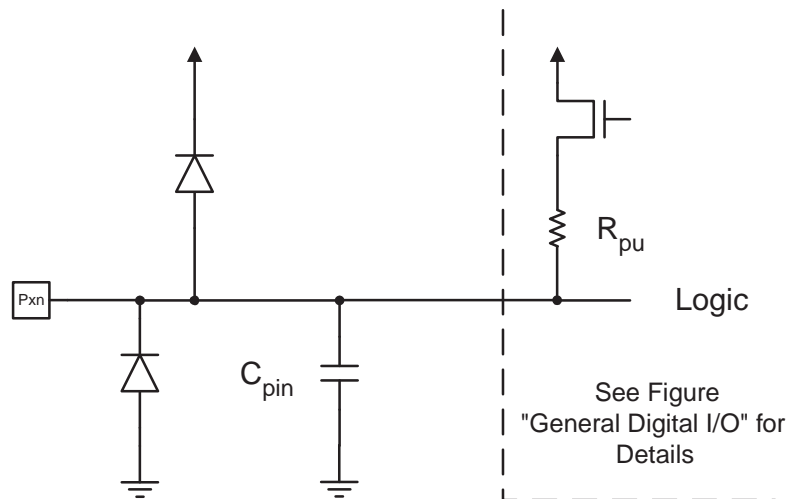 R
pu
Pxn
Logic
C
pin
See Figure
"General Digital I/O" for
Details